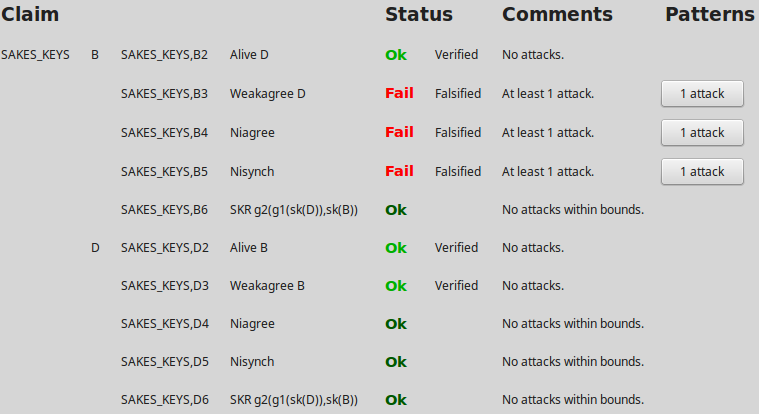 Claim Status Comments Patterns
SAKES_KEYS B SAKES_KEYS,B2 Alive D Ok Verified No attacks.
SAKES_KEYS,B3 Weakagree D Fail Falsified At least 1 attack. 1 attack
SAKES_KEYS,B4 Niagree Fail Falsified At least 1 attack. 1 attack
SAKES_KEYS,B5 Nisynch Fail Falsified At least 1 attack. 1 attack
SAKES_KEYS,B6 SKR g2(g1(sk(D)),sk(B)) Ok No attacks within bounds.
D SAKES_KEYS,D2 Alive B Ok Verified No attacks.
SAKES_KEYS,D3 Weakagree B Ok Verified No attacks.
SAKES_KEYS,D4 Niagree Ok No attacks within bounds.
SAKES_KEYS,D5 Nisynch Ok No attacks within bounds.
SAKES_KEYS,D6 SKR g2(g1(sk(D)),sk(B)) Ok No attacks within bounds.